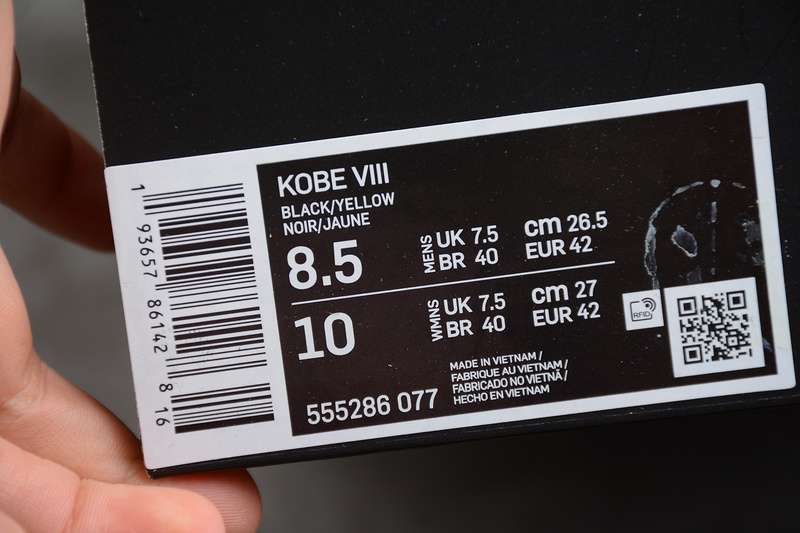 KOBE VIII
BLACK/YELLOW
NOIR/JAUNE
8.5
MENS
UK 7.5
BR 40
cm 26.5
EUR 42
10
WMNS
UK 7.5
BR 40
cm 27
EUR 42
RFID
555286 077
MADE IN VIETNAM /
FABRIQUE AU VIETNAM /
FABRICADO NO VIETNÃ /
HECHO EN VIETNAM
1 93657 86142 8 16